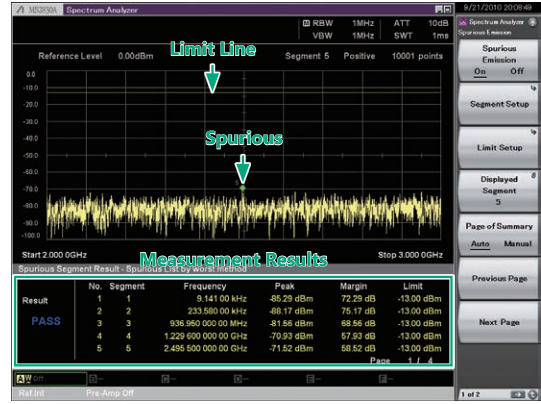 MS2830A Spectrum Analyzer
9/21/2010 20:08:49
RBW 1MHz ATT 10dB
VBW 1MHz SWT 1ms
Reference Level 0.00dBm Segment 5 Positive 10001 points
Limit Line
Spurious
0.0
-10.0
-20.0
-30.0
-40.0
-50.0
-60.0
-70.0
-80.0
-90.0
-100.0
5
Start 2.000 0GHz Stop 3.000 0GHz
Measurement Results
Spurious Segment Result - Spurious List by Worst method
No. Segment Frequency Peak Margin Limit
Result 1 1 9.141 00 kHz -85.29 dBm 72.29 dB -13.00 dBm
PASS 2 2 233.580 00 kHz -88.17 dBm 75.17 dB -13.00 dBm
3 3 936.950 000 00 MHz -81.56 dBm 68.56 dB -13.00 dBm
4 4 1.229 600 000 00 GHz -70.93 dBm 57.93 dB -13.00 dBm
5 5 2.495 500 000 00 GHz -71.52 dBm 58.52 dB -13.00 dBm
Page 1 / 4
Off
Ref.Int Pre-Amp Off
Spectrum Analyzer
Spurious Emission
Spurious
Emission
On Off
Segment Setup
Limit Setup
Displayed
Segment
5
Page of Summary
Auto Manual
Previous Page
Next Page
1 of 2